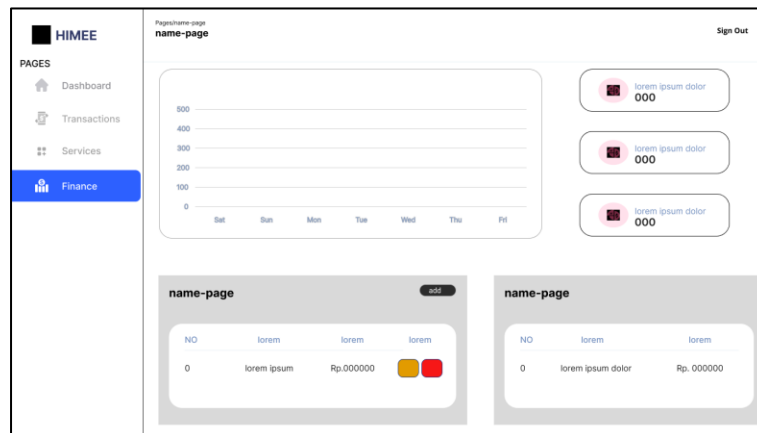 HIMEE
PAGES
Dashboard
Transactions
Services
Finance
Pages/name-page
name-page
Sign Out
500
400
300
200
100
0
Sat Sun Mon Tue Wed Thu Fri
lorem ipsum dolor
000
lorem ipsum dolor
000
lorem ipsum dolor
000
name-page
add
NO lorem lorem lorem
0 lorem ipsum Rp.000000
name-page
NO lorem lorem
0 lorem ipsum dolor Rp. 000000